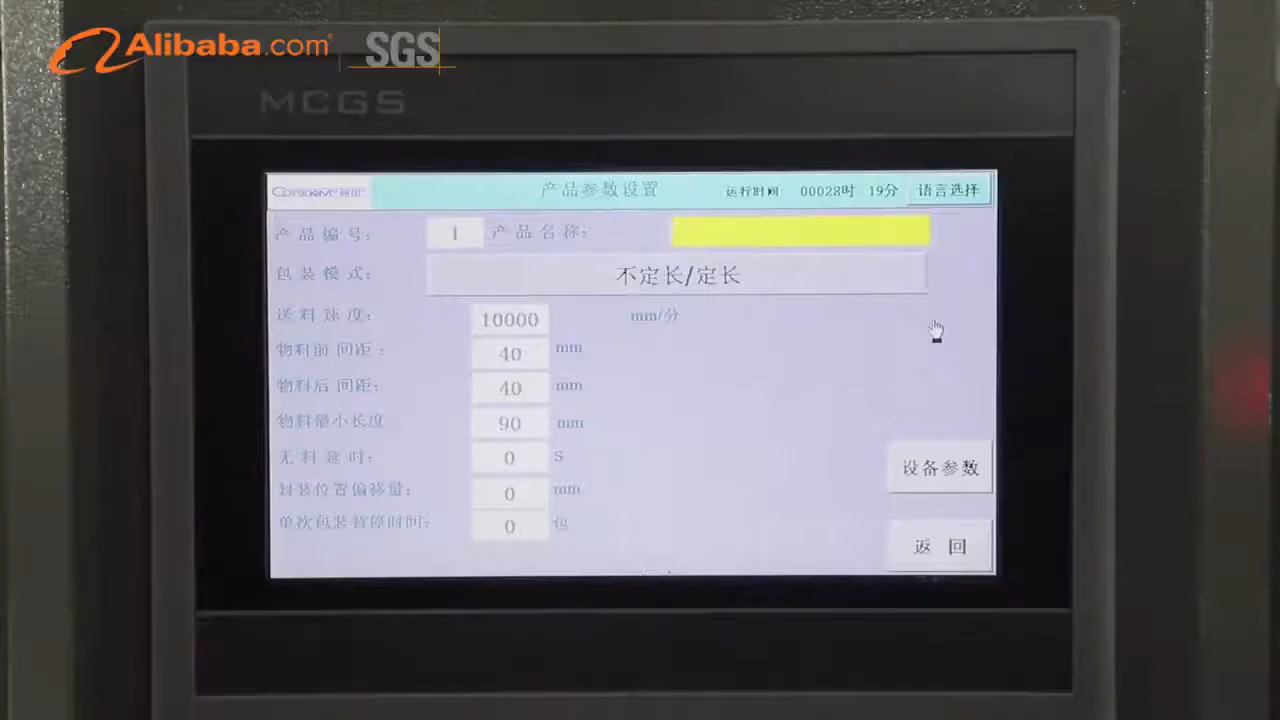 Alibaba.com
SGS
MCGS
产品参数设置 运行时间 00028时 19分 语言选择
产品编号: 1 产品名称:
包装模式: 不定长/定长
送料速度: 10000 mm/分
物料前间距: 40 mm
物料后间距: 40 mm
物料最小长度 90 mm
无料延时: 0 S
设备参数
封装位置偏移量: 0 mm
单次包装暂停时间: 0 包
返 回